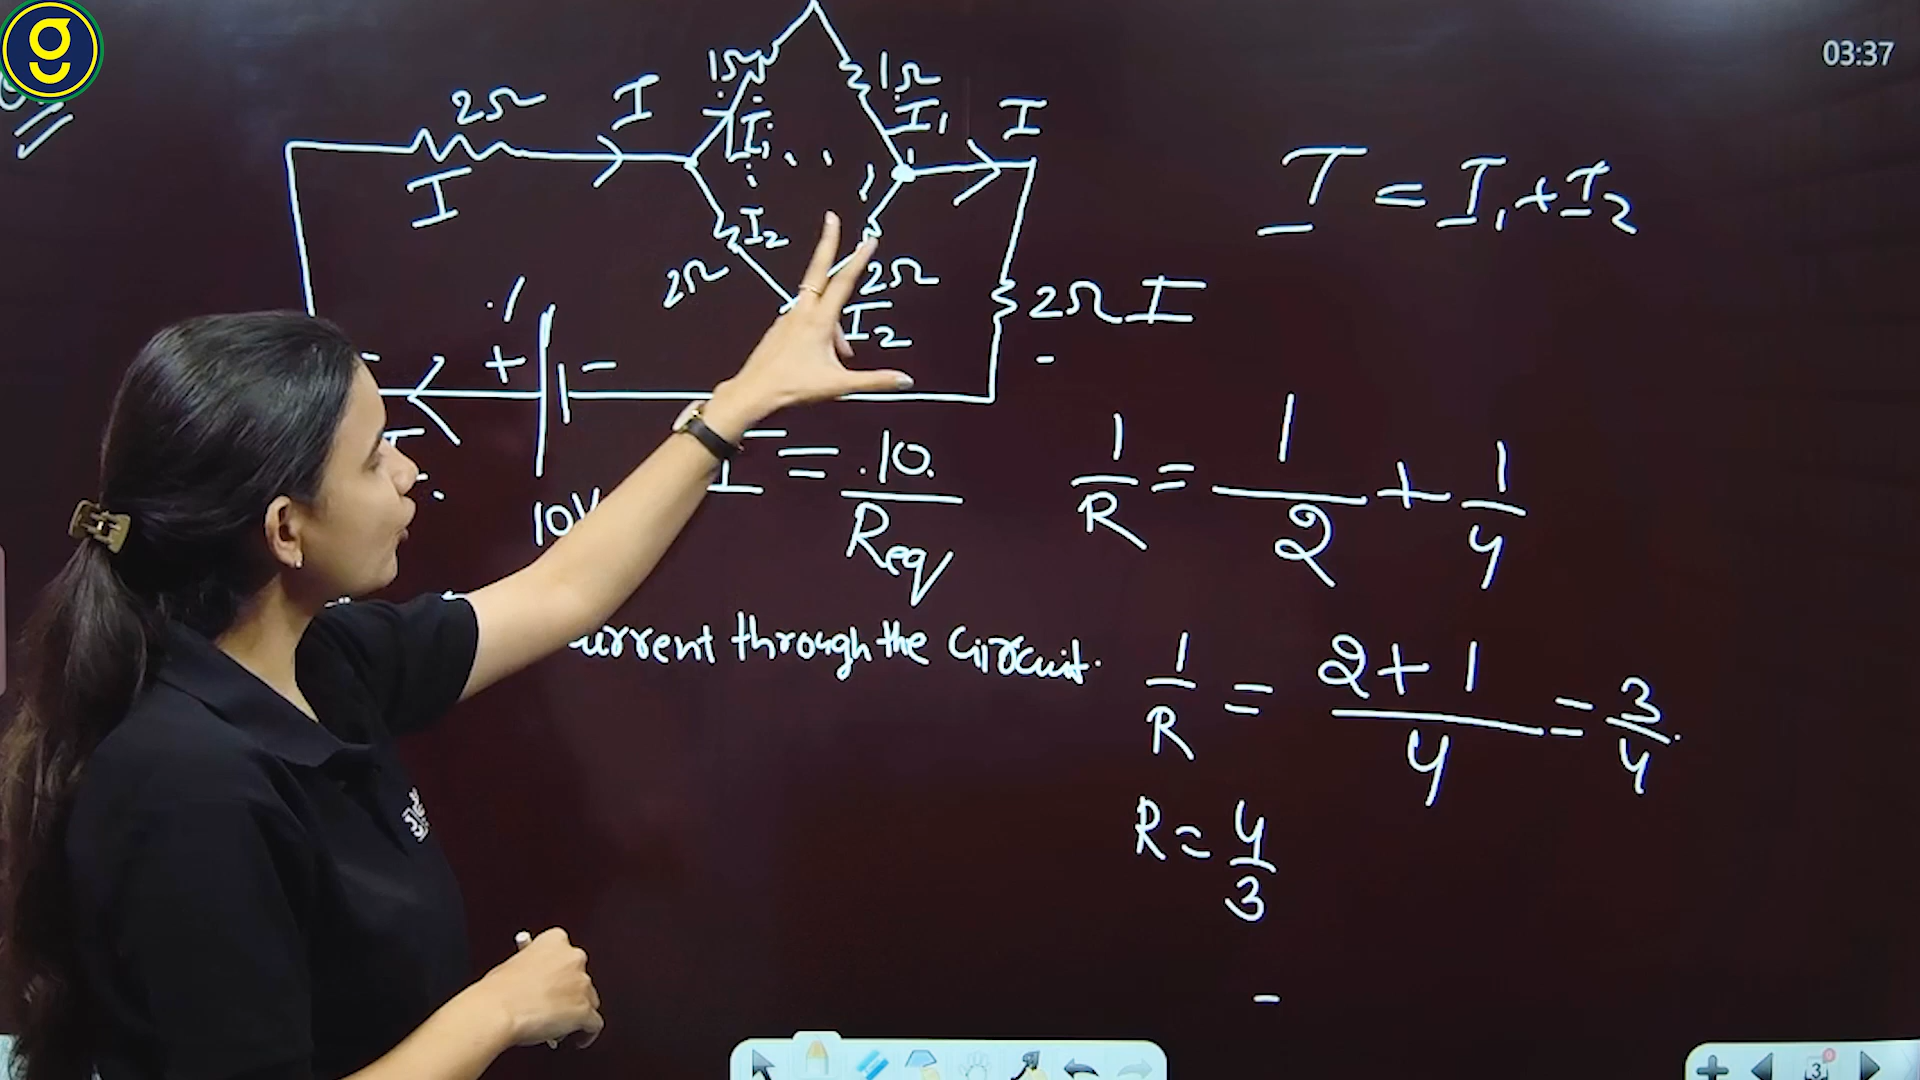 g
03:37
1Ω 1Ω
2Ω I I₁ I₁ I
I I₂
I = I₁ + I₂
2Ω 2Ω I₂ 2Ω I
+ -
10V I = 10/Req
1/R = 1/2 + 1/4
urrent through the Circuit.
1/R = 2+1/4 = 3/4
R = 4/3
3